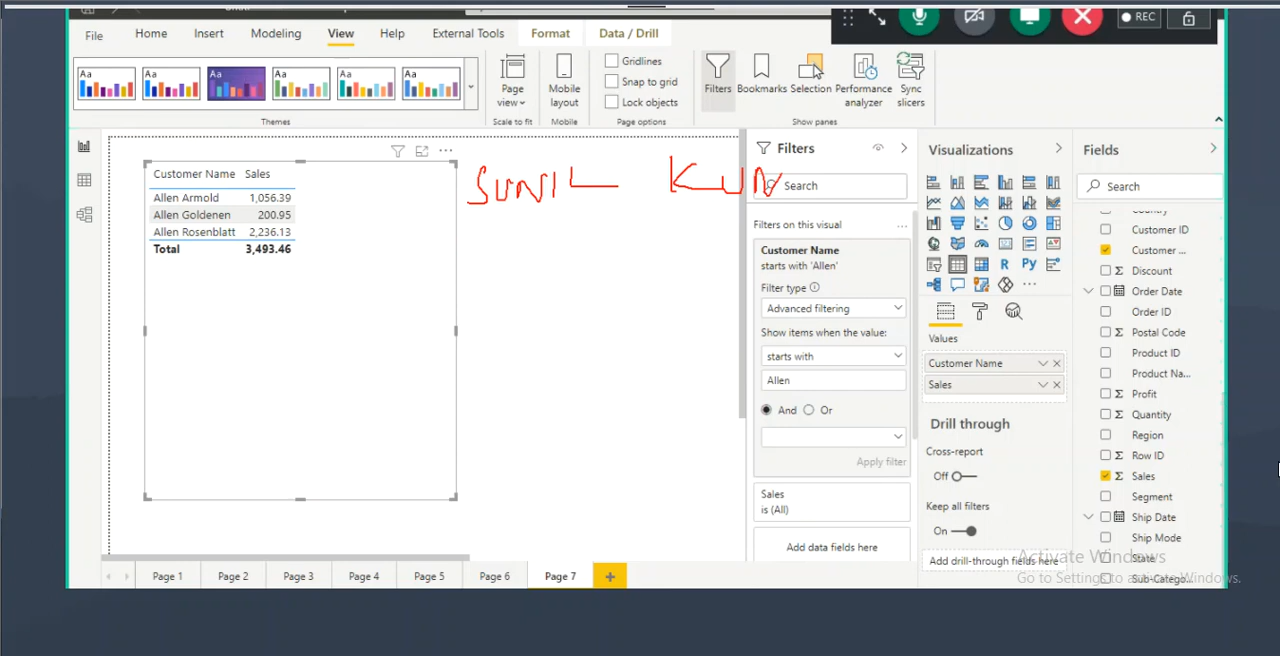 REC
File Home Insert Modeling View Help External Tools Format Data / Drill
Aa Aa Aa Aa Aa Aa
Page view
Mobile layout
Gridlines
Snap to grid
Lock objects
Filters
Bookmarks
Selection
Performance analyzer
Sync slicers
Themes Scale to fit Mobile Page options Show panes
Customer Name Sales
Allen Armold 1,056.39
Allen Goldenen 200.95
Allen Rosenblatt 2,236.13
Total 3,493.46
SUNIL KUM
Filters
Search
Filters on this visual ...
Customer Name
starts with 'Allen'
Filter type
Advanced filtering
Show items when the value:
starts with
Allen
And Or
Apply filter
Sales
is (All)
Add data fields here
Visualizations
R Py ...
Values
Customer Name
Sales
Drill through
Cross-report
Off
Keep all filters
On
Add drill-through fields here
Fields
Search
Country
Customer ID
Customer ...
Σ Discount
Order Date
Order ID
Σ Postal Code
Product ID
Product Na...
Σ Profit
Σ Quantity
Region
Σ Row ID
Σ Sales
Segment
Ship Date
Ship Mode
State
Sub-Catego...
Activate Windows
Go to Settings to activate Windows.
Page 1 Page 2 Page 3 Page 4 Page 5 Page 6 Page 7 +